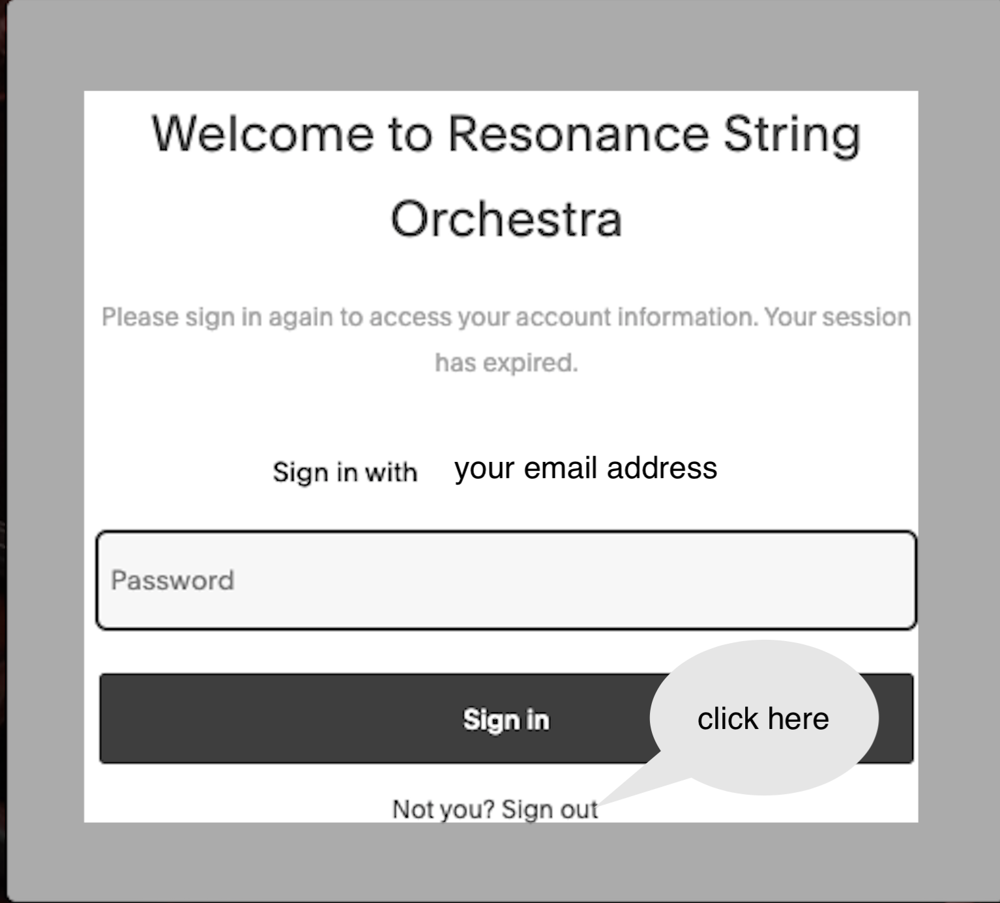 Welcome to Resonance String
Orchestra
Please sign in again to access your account information. Your session
has expired.
Sign in with your email address
Password
Sign in
click here
Not you? Sign out